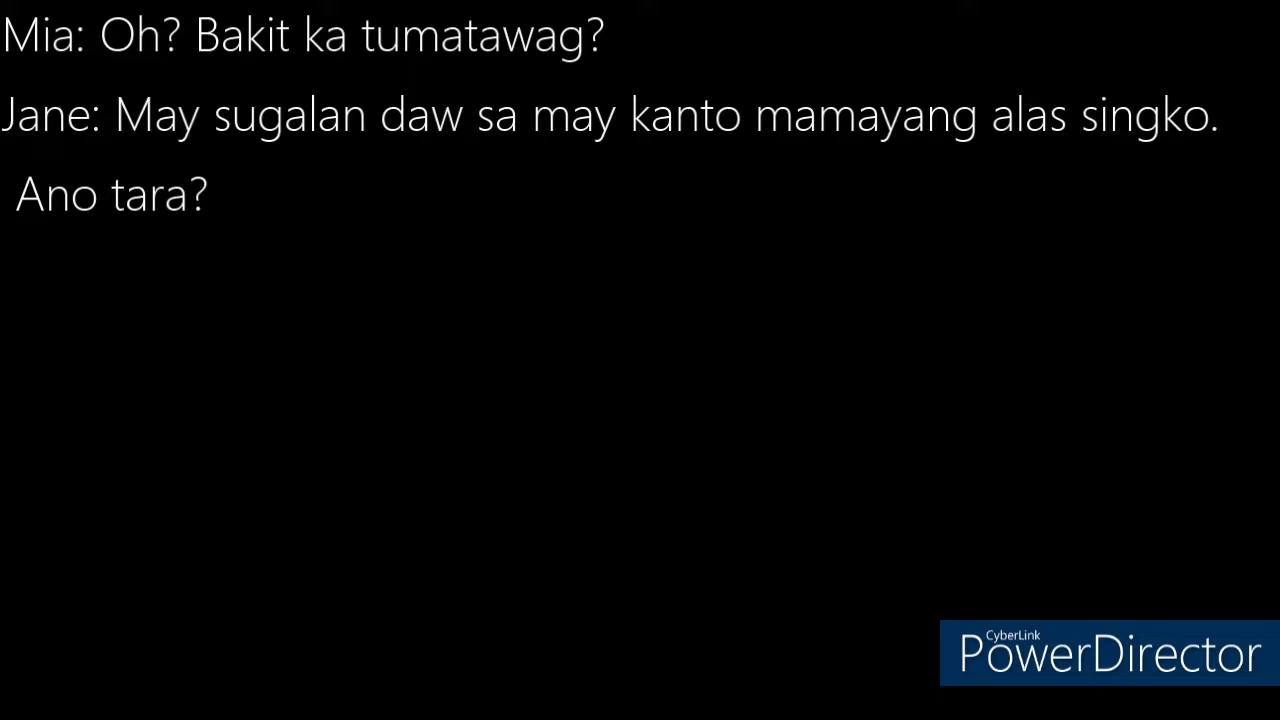 Mia: Oh? Bakit ka tumatawag?
Jane: May sugalan daw sa may kanto mamayang alas singko.
Ano tara?
CyberLink
PowerDirector